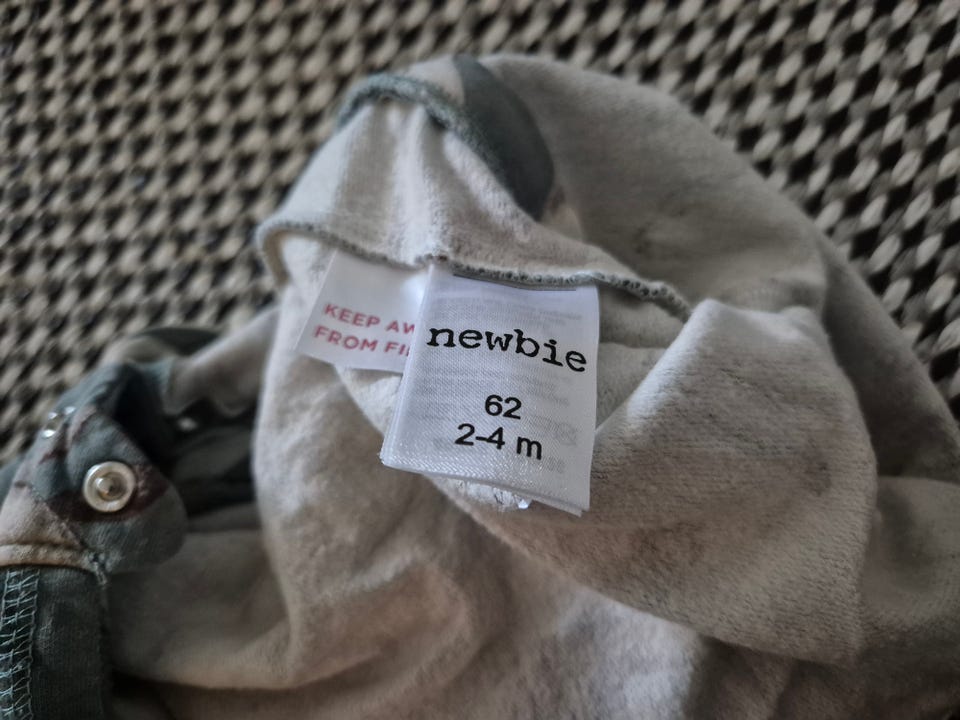 KEEP AW
FROM FI
newbie
62
2-4 m